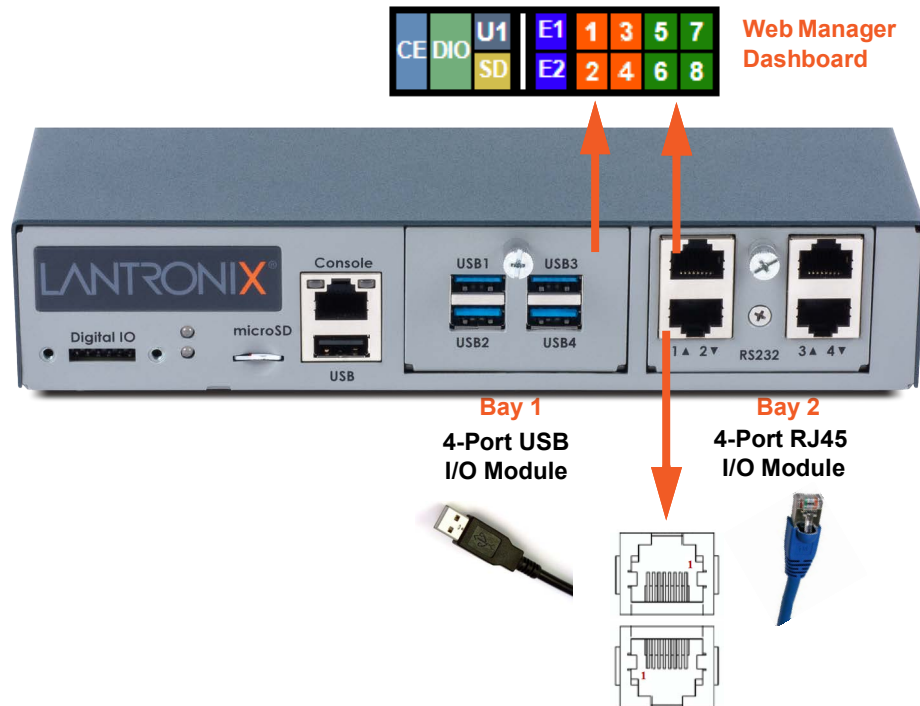 CE DIO U1 E1 1 3 5 7
SD E2 2 4 6 8
Web Manager
Dashboard
LANTRONIX®
Console
USB1 USB3
Digital IO
microSD
USB
USB2 USB4
1▲ 2▼ RS232 3▲ 4▼
Bay 1
4-Port USB
I/O Module
Bay 2
4-Port RJ45
I/O Module
1
1